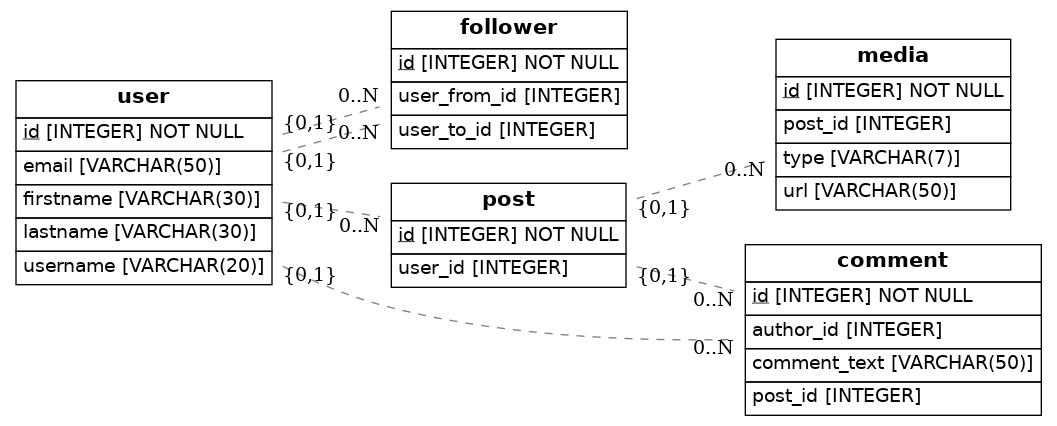 user
id [INTEGER] NOT NULL
email [VARCHAR(50)]
firstname [VARCHAR(30)]
lastname [VARCHAR(30)]
username [VARCHAR(20)]
{0,1}
0..N
{0,1}
0..N
{0,1}
0..N
{0,1}
0..N
follower
id [INTEGER] NOT NULL
user_from_id [INTEGER]
user_to_id [INTEGER]
post
id [INTEGER] NOT NULL
user_id [INTEGER]
{0,1}
0..N
{0,1}
0..N
media
id [INTEGER] NOT NULL
post_id [INTEGER]
type [VARCHAR(7)]
url [VARCHAR(50)]
comment
id [INTEGER] NOT NULL
author_id [INTEGER]
comment_text [VARCHAR(50)]
post_id [INTEGER]